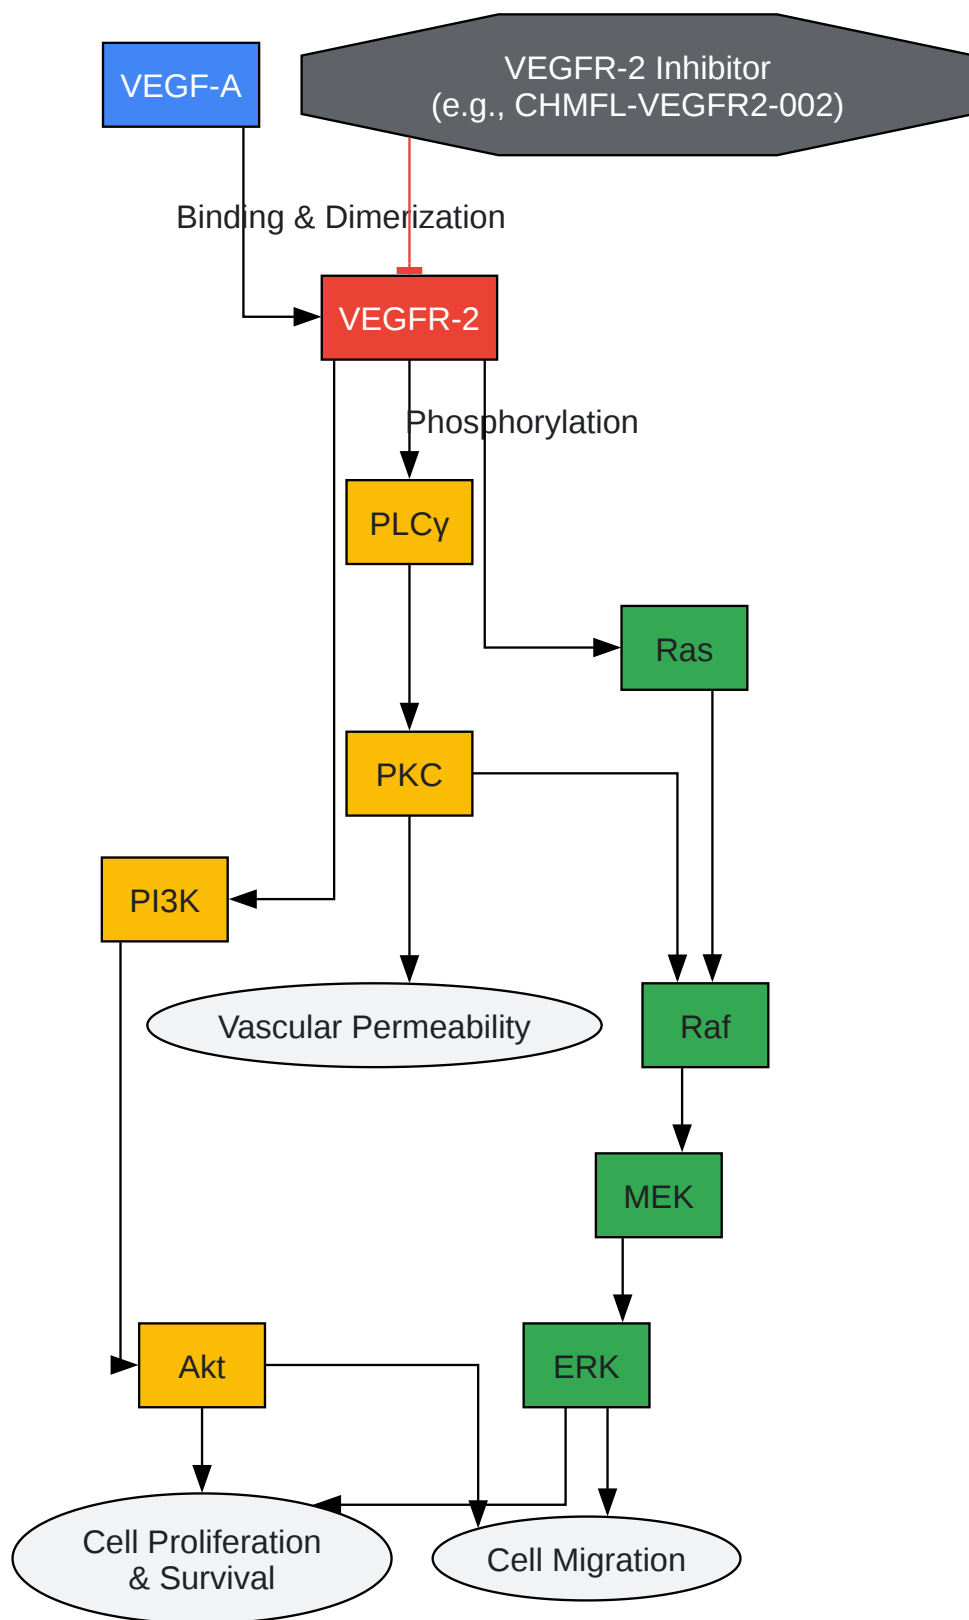 VEGF-A
VEGFR-2 Inhibitor
(e.g., CHMFL-VEGFR2-002)
Binding & Dimerization
VEGFR-2
Phosphorylation
PLCγ
Ras
PKC
PI3K
Vascular Permeability
Raf
MEK
Akt
ERK
Cell Proliferation
& Survival
Cell Migration